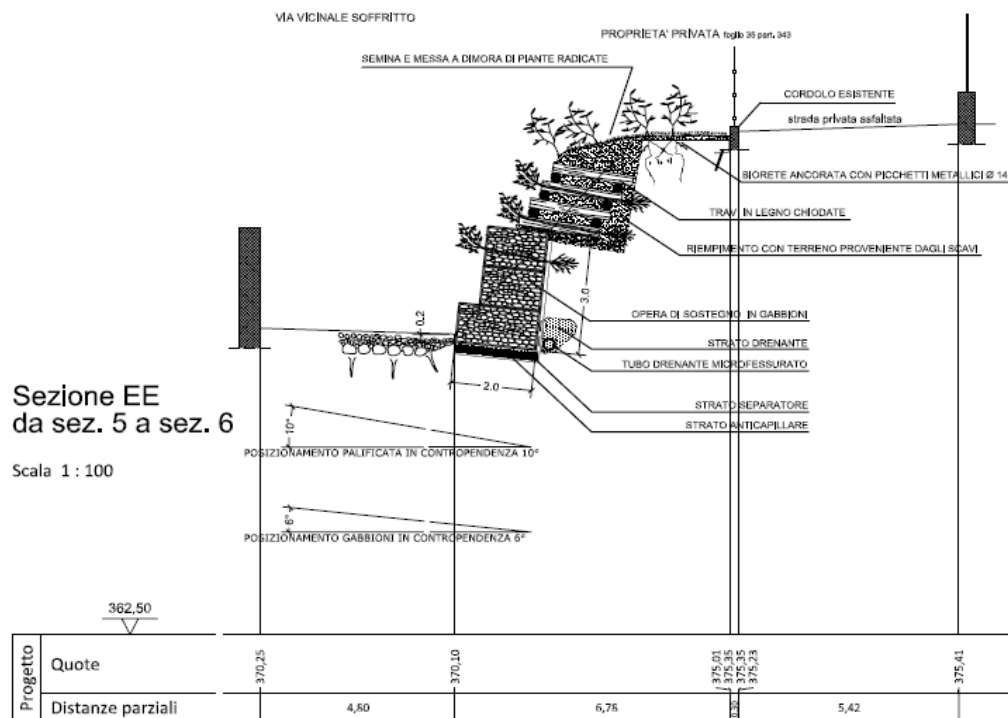 VIA VICINALE SOFFRITTO
PROPRIETA' PRIVATA foglio 35 part. 343
SEMINA E MESSA A DIMORA DI PIANTE RADICATE
CORDOLO ESISTENTE
strada privata asfaltata
BIORETE ANCORATA CON PICCHETTI METALLICI Ø 14
TRAVI IN LEGNO CHIODATE
RIEMPIMENTO CON TERRENO PROVENIENTE DAGLI SCAVI
3.0
OPERA DI SOSTEGNO IN GABBIONI
0.2
STRATO DRENANTE
TUBO DRENANTE MICROFESSURATO
2.0
STRATO SEPARATORE
STRATO ANTICAPILLARE
Sezione EE
da sez. 5 a sez. 6
Scala 1 : 100
10°
POSIZIONAMENTO PALIFICATA IN CONTROPENDENZA 10°
6°
POSIZIONAMENTO GABBIONI IN CONTROPENDENZA 6°
362,50
Progetto
Quote
370,25
370,10
375,01
375,35
375,35
375,23
375,41
Distanze parziali
4,80
6,78
0,30
5,42